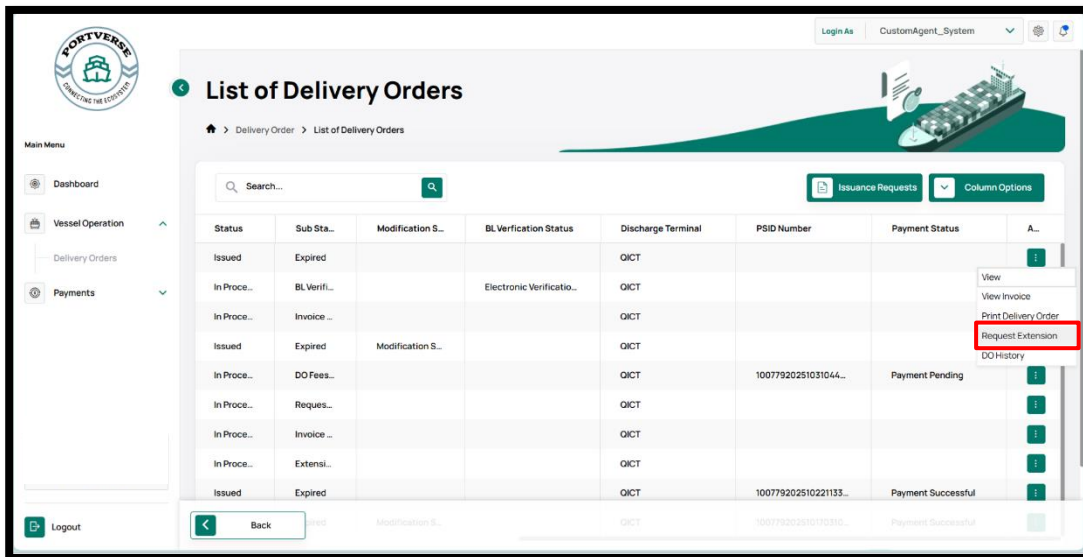 PORTVERSE
CONNECTING THE ECOSYSTEM
Login As CustomAgent_System
List of Delivery Orders
> Delivery Order > List of Delivery Orders
Main Menu
Dashboard
Vessel Operation
Delivery Orders
Payments
Logout
Search...
Issuance Requests
Column Options
Status Sub Sta... Modification S... BL Verfication Status Discharge Terminal PSID Number Payment Status A...
Issued Expired QICT
In Proce... BL Verifi... Electronic Verificatio... QICT
In Proce... Invoice ... QICT
Issued Expired Modification S... QICT
In Proce... DO Fees... QICT 10077920251031044... Payment Pending
In Proce... Reques... QICT
In Proce... Invoice ... QICT
In Proce... Extensi... QICT
Issued Expired QICT 100779202510221133... Payment Successful
View
View Invoice
Print Delivery Order
Request Extension
DO History
Back
Modification S... QICT Payment Successful